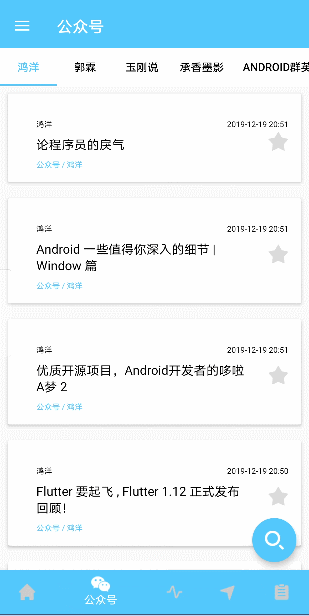 公众号
鸿洋 郭霖 玉刚说 承香墨影 ANDROID群英
鸿洋 2019-12-19 20:51
论程序员的戾气
公众号 / 鸿洋
鸿洋 2019-12-19 20:51
Android 一些值得你深入的细节 |
Window 篇
公众号 / 鸿洋
鸿洋 2019-12-19 20:51
优质开源项目，Android开发者的哆啦
A梦 2
公众号 / 鸿洋
鸿洋 2019-12-19 20:50
Flutter 要起飞 , Flutter 1.12 正式发布
回顾！
公众号 / 鸿洋
公众号